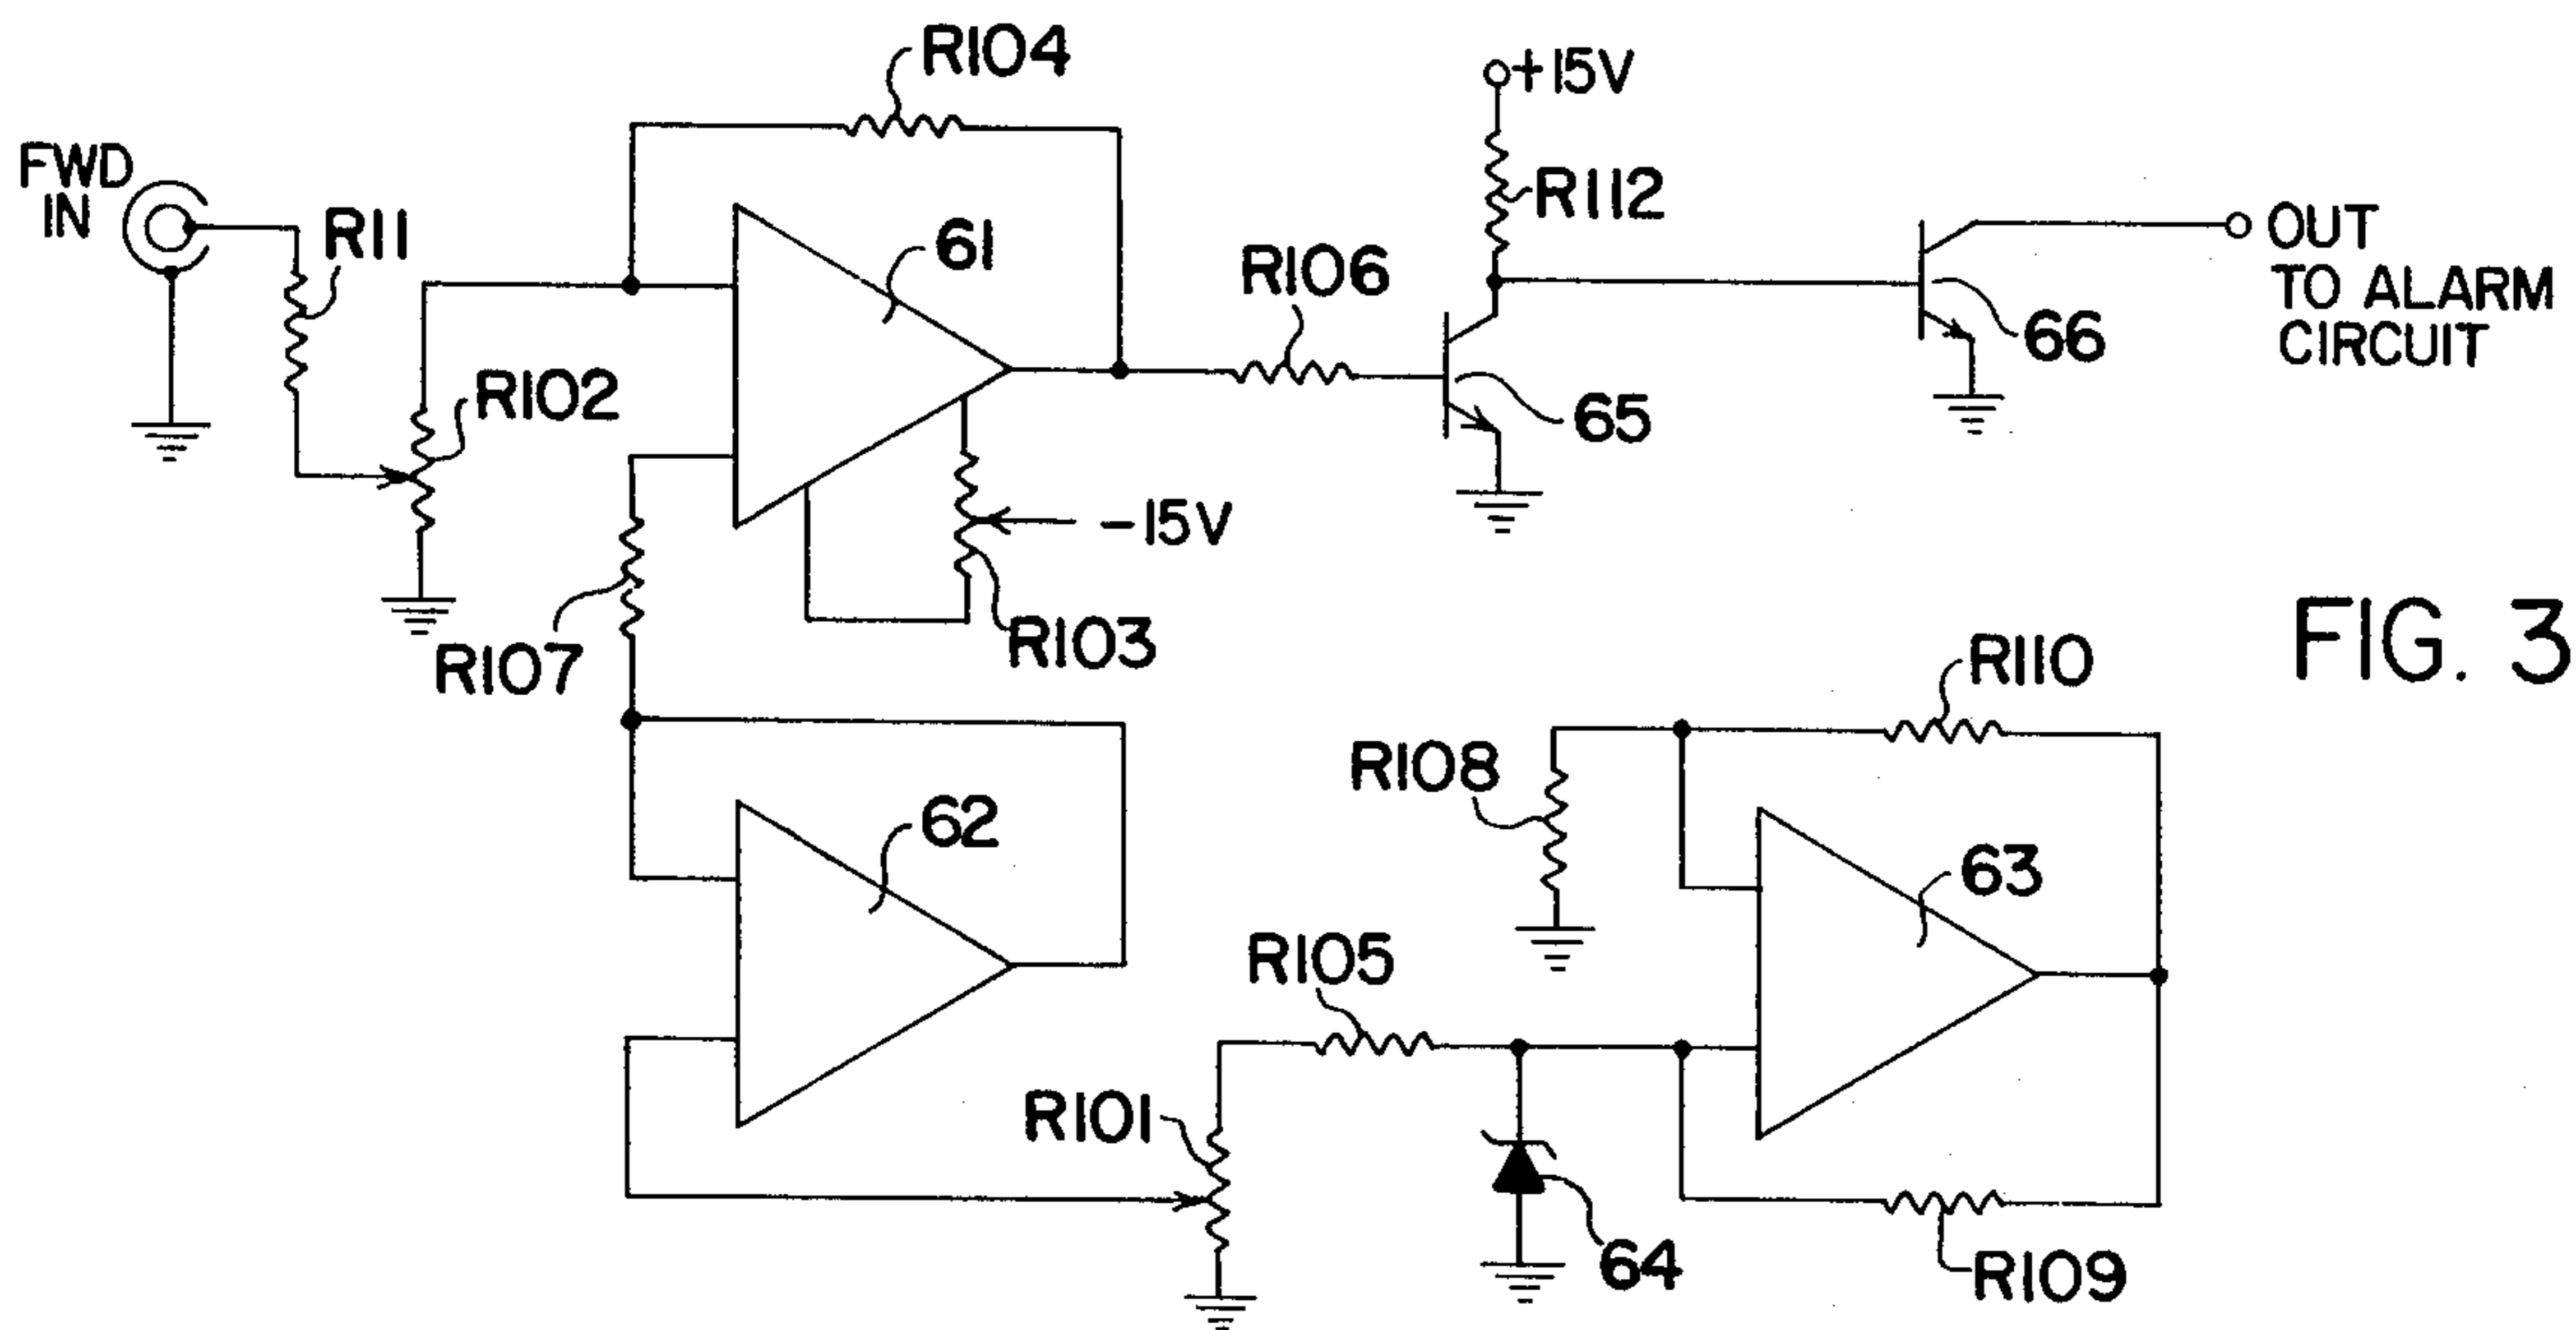 R104
+15V
FWD
IN
R11
61
R112
R106
OUT
TO ALARM
CIRCUIT
R102
66
65
-15V
R107
R103
FIG. 3
R110
R108
62
63
R105
R101
64
R109